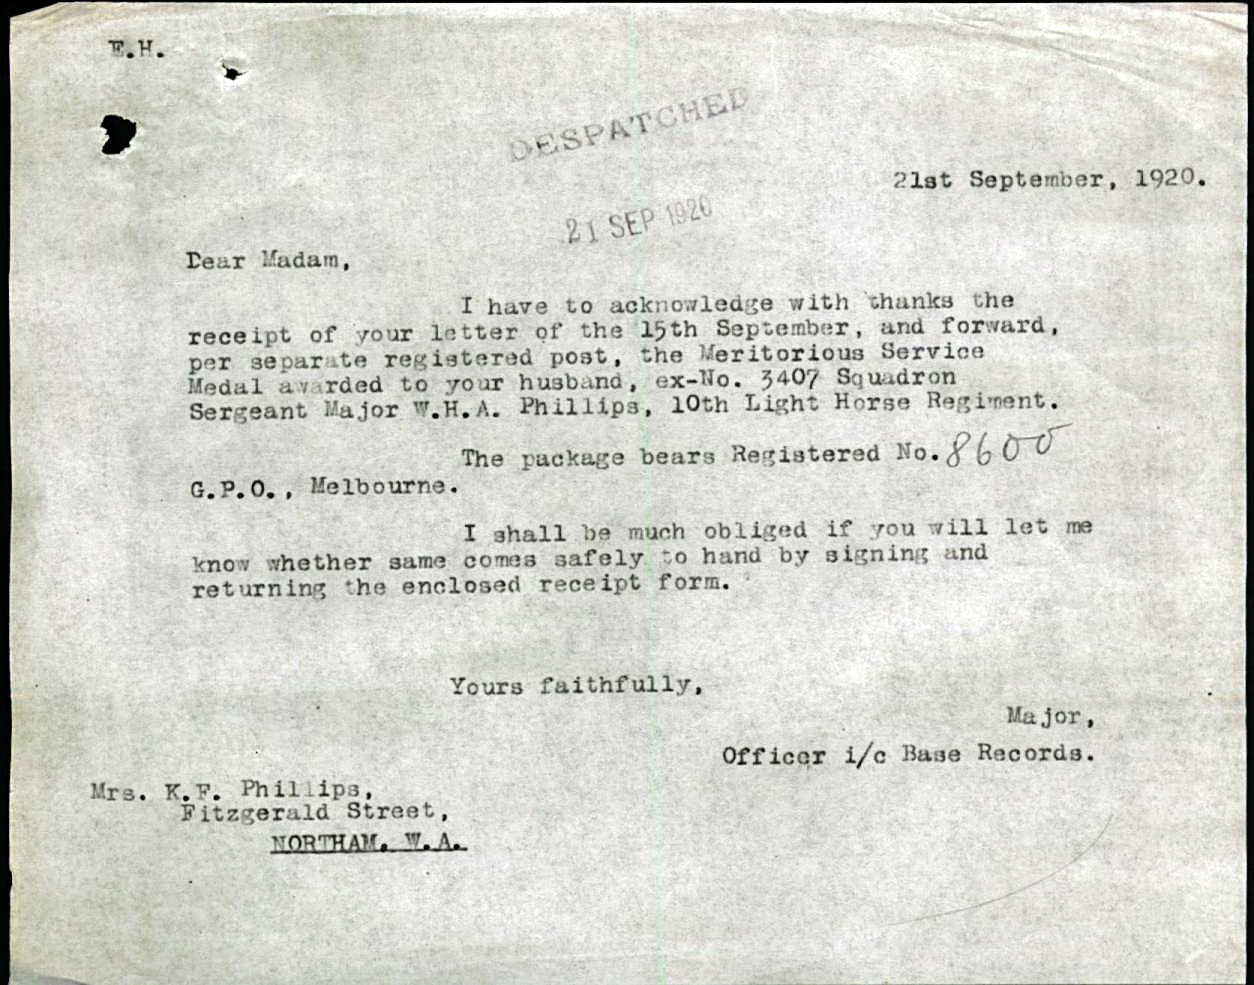 E.H.
DESPATCHED
21st September, 1920.
21 SEP 1920
Dear Madam,
I have to acknowledge with thanks the
receipt of your letter of the 15th September, and forward,
per separate registered post, the Meritorious Service
Medal awarded to your husband, ex-No. 3407 Squadron
Sergeant Major W.H.A. Phillips, 10th Light Horse Regiment.
The package bears Registered No. 8600
G.P.O., Melbourne.
I shall be much obliged if you will let me
know whether same comes safely to hand by signing and
returning the enclosed receipt form.
Yours faithfully,
Major,
Officer i/c Base Records.
Mrs. K.F. Phillips,
Fitzgerald Street,
NORTHAM. W.A.